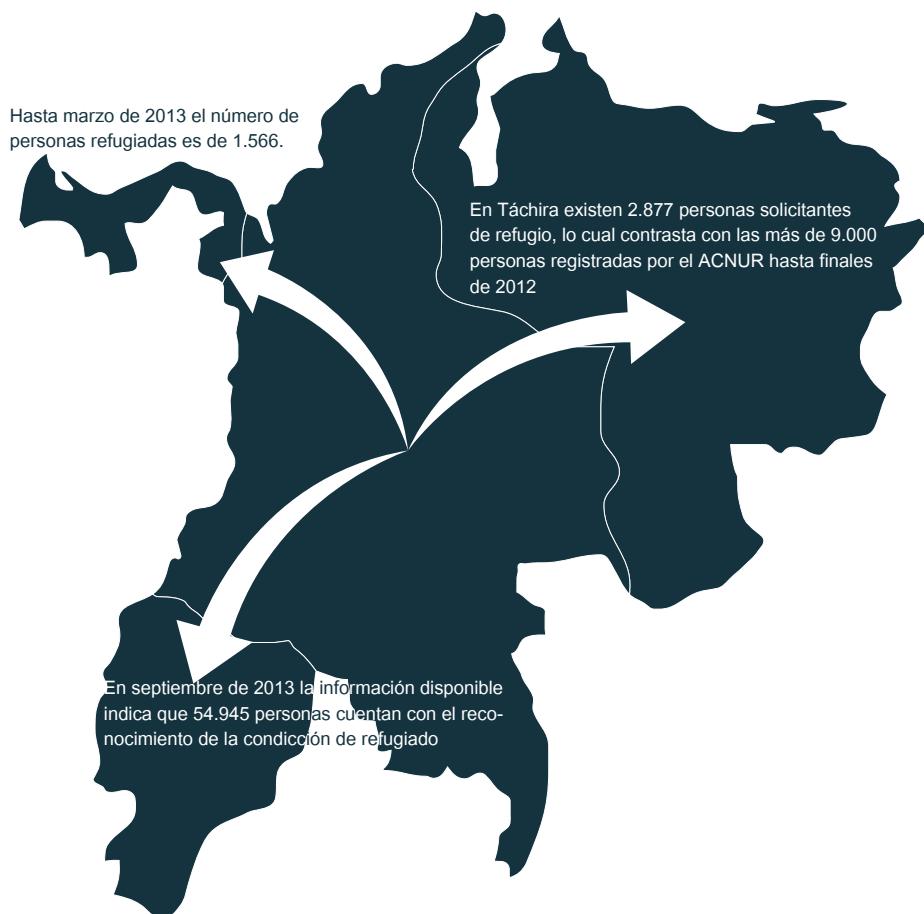 Hasta marzo de 2013 el número de
personas refugiadas es de 1.566.
En Táchira existen 2.877 personas solicitantes
de refugio, lo cual contrasta con las más de 9.000
personas registradas por el ACNUR hasta finales
de 2012
En septiembre de 2013 la información disponible
indica que 54.945 personas cuentan con el reco-
nocimiento de la condicción de refugiado